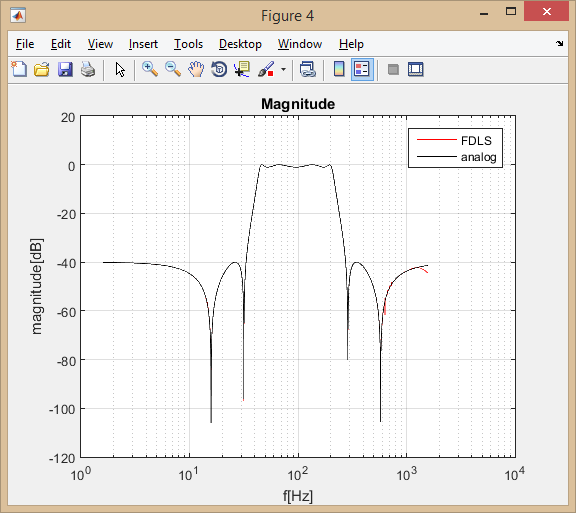 Figure 4
File Edit View Insert Tools Desktop Window Help
Magnitude
FDLS
analog
20
0
-20
-40
-60
-80
-100
-120
magnitude[dB]
10^0 10^1 10^2 10^3 10^4
f[Hz]